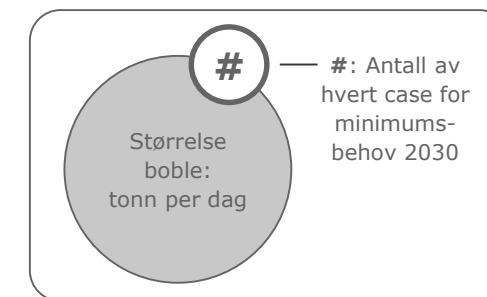 #
#: Antall av
hvert case for
minimums-
behov 2030
Størrelse
boble:
tonn per dag